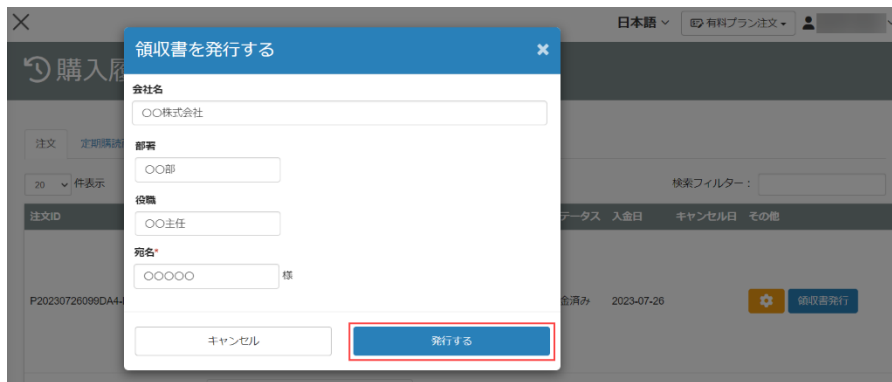 日本語
有料プラン注文
領収書を発行する
購入履
会社名
〇〇株式会社
注文 定期購読
部署
〇〇部
20 件表示
検索フィルター：
役職
〇〇主任
注文ID
テータス 入金日 キャンセル日 その他
宛名*
〇〇〇〇〇 様
P20230726099DA4-
金済み 2023-07-26 領収書発行
キャンセル 発行する